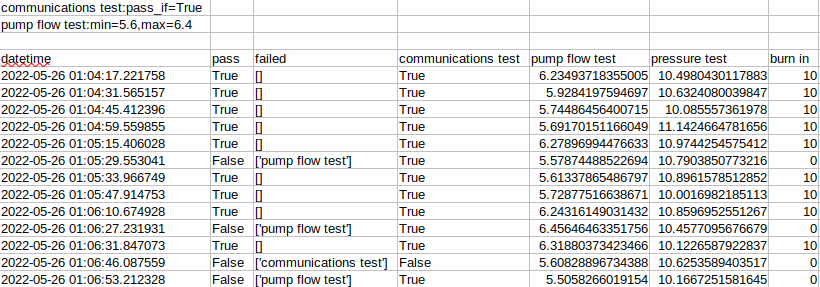 communications test:pass_if=True
pump flow test:min=5.6,max=6.4
datetime pass failed communications test pump flow test pressure test burn in
2022-05-26 01:04:17.221758 True [] True 6.23493718355005 10.4980430117883 10
2022-05-26 01:04:31.565157 True [] True 5.9284197594697 10.6324080039847 10
2022-05-26 01:04:45.412396 True [] True 5.74486456400715 10.085557361978 10
2022-05-26 01:04:59.559855 True [] True 5.69170151166049 11.1424664781656 10
2022-05-26 01:05:15.406028 True [] True 6.27896994476633 10.9744254575412 10
2022-05-26 01:05:29.553041 False ['pump flow test'] True 5.57874488522694 10.7903850773216 0
2022-05-26 01:05:33.966749 True [] True 5.61337865486797 10.8961578512852 10
2022-05-26 01:05:47.914753 True [] True 5.72877516638671 10.0016982185113 10
2022-05-26 01:06:10.674928 True [] True 6.24316149031432 10.8596952551267 10
2022-05-26 01:06:27.231931 False ['pump flow test'] True 6.45646463351756 10.4577095676679 0
2022-05-26 01:06:31.847073 True [] True 6.31880373423466 10.1226587922837 10
2022-05-26 01:06:46.087559 False ['communications test'] False 5.60828896734388 10.6253589403517 0
2022-05-26 01:06:53.212328 False ['pump flow test'] True 5.5058266019154 10.1667251581645 0